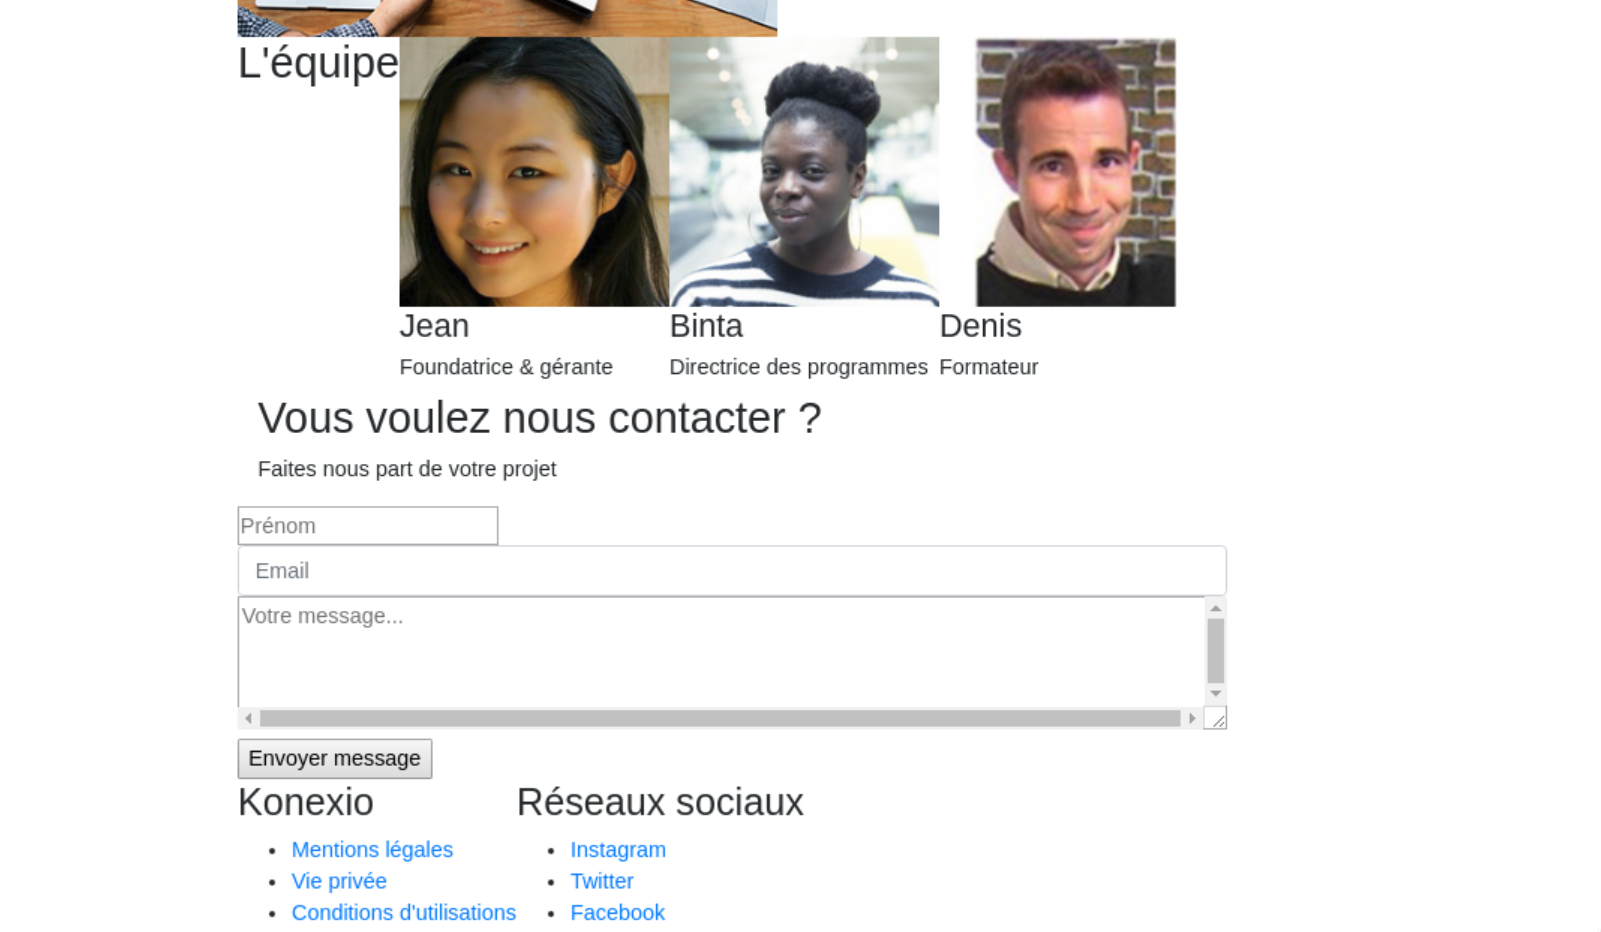 L'équipe
Jean
Binta
Denis
Foundatrice & gérante
Directrice des programmes
Formateur
Vous voulez nous contacter ?
Faites nous part de votre projet
Prénom
Email
Votre message...
Envoyer message
Konexio
Réseaux sociaux
Mentions légales
Instagram
Vie privée
Twitter
Conditions d'utilisations
Facebook